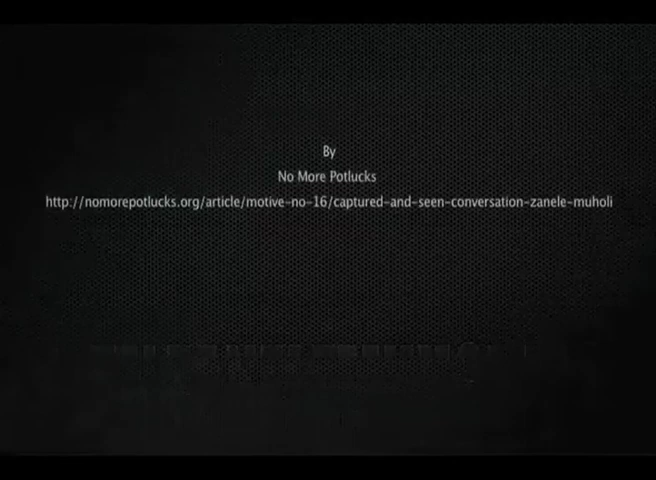 By
No More Potlucks
http://nomorepotlucks.org/article/motive-no-16/captured-and-seen-conversation-zanele-muholi